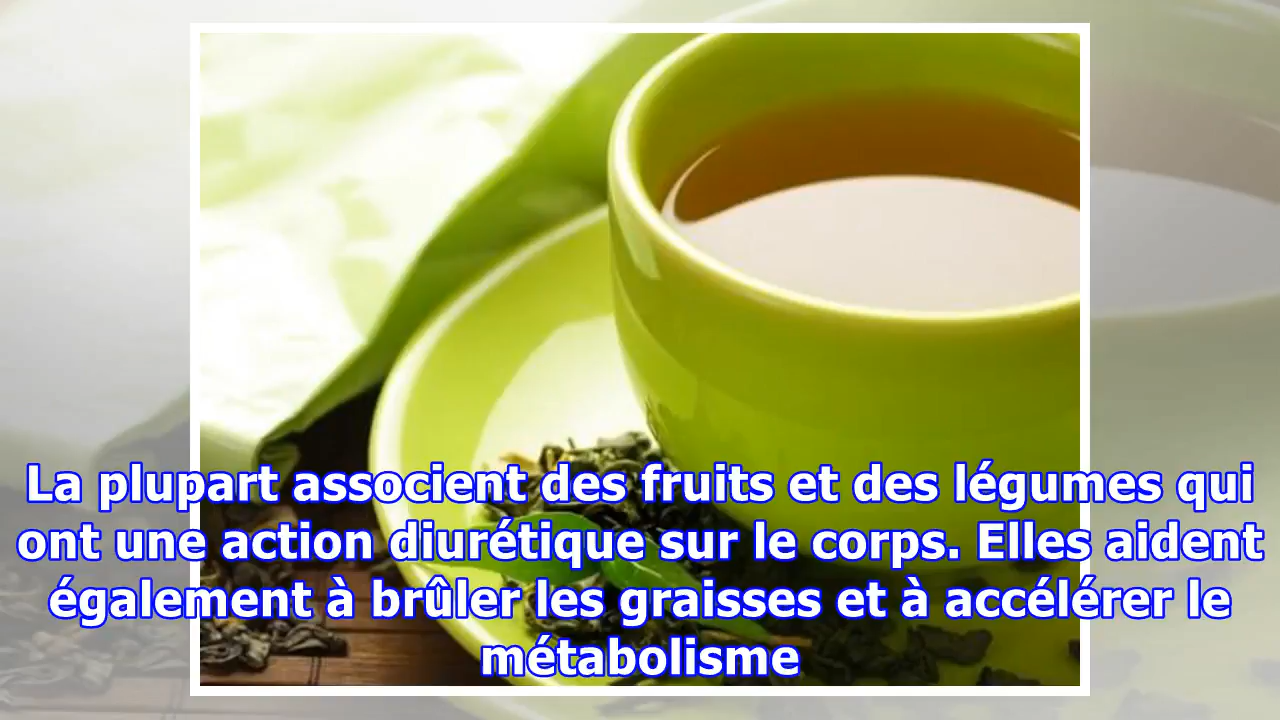 La plupart associent des fruits et des légumes qui
ont une action diurétique sur le corps. Elles aident
également à brûler les graisses et à accélérer le
métabolisme